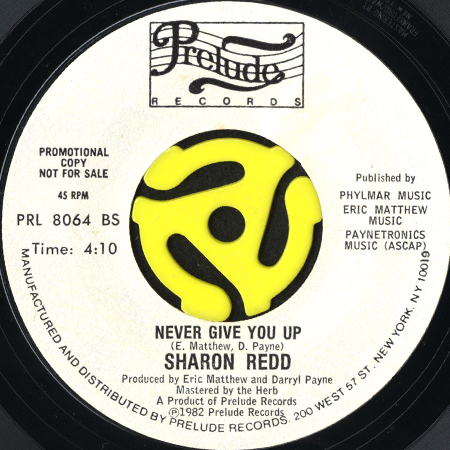 Prelude
RECORDS
PROMOTIONAL
COPY
NOT FOR SALE
45 RPM
PRL 8064 BS
Time: 4:10
Published by
PHYLMAR MUSIC
ERIC MATTHEW
MUSIC
PAYNETRONICS
MUSIC (ASCAP)
NEVER GIVE YOU UP
(E. Matthew, D. Payne)
SHARON REDD
Produced by Eric Matthew and Darryl Payne
Mastered by the Herb
A Product of Prelude Records
℗1982 Prelude Records
MANUFACTURED AND DISTRIBUTED BY PRELUDE RECORDS, 200 WEST 57 ST. NEW YORK, NY 10019